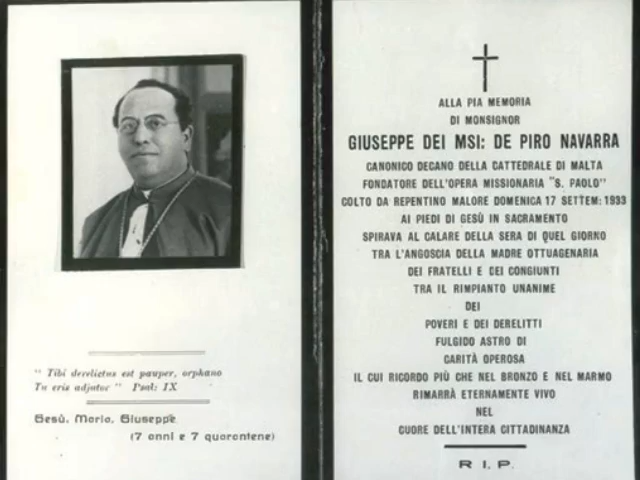 " Tibi derelictus est pauper, orphano
Tu eris adjutor " Psal: IX
Gesù, Maria, Giuseppe
(7 anni e 7 quarantene)
ALLA PIA MEMORIA
DI MONSIGNOR
GIUSEPPE DEI MSI: DE PIRO NAVARRA
CANONICO DECANO DELLA CATTEDRALE DI MALTA
FONDATORE DELL'OPERA MISSIONARIA "S. PAOLO"
COLTO DA REPENTINO MALORE DOMENICA 17 SETTEM: 1933
AI PIEDI DI GESÙ IN SACRAMENTO
SPIRAVA AL CALARE DELLA SERA DI QUEL GIORNO
TRA L'ANGOSCIA DELLA MADRE OTTUAGENARIA
DEI FRATELLI E DEI CONGIUNTI
TRA IL RIMPIANTO UNANIME
DEI
POVERI E DEI DERELITTI
FULGIDO ASTRO DI
CARITÀ OPEROSA
IL CUI RICORDO PIÙ CHE NEL BRONZO E NEL MARMO
RIMARRÀ ETERNAMENTE VIVO
NEL
CUORE DELL'INTERA CITTADINANZA
R I. P.